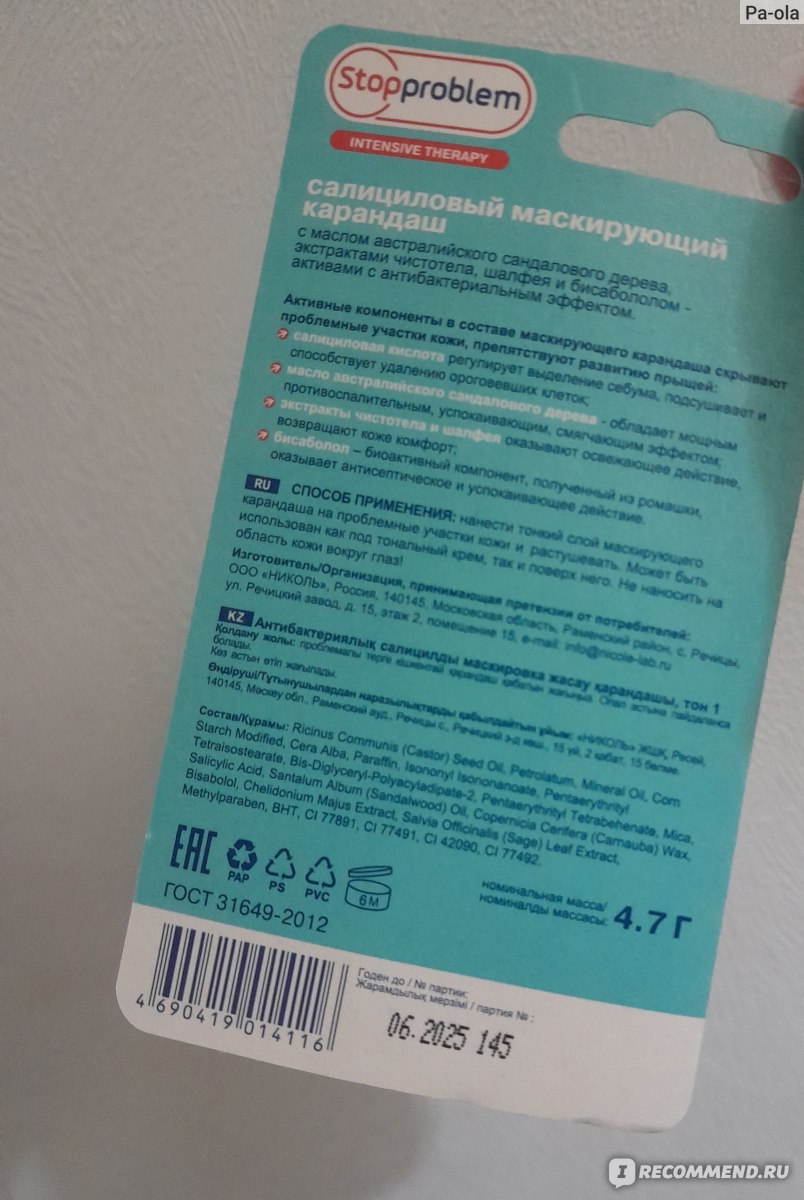 Pa-ola
Stopproblem
INTENSIVE THERAPY
салициловый маскирующий
карандаш
с маслом австралийского сандалового дерева,
экстрактами чистотела, шалфея и бисабололом -
активами с антибактериальным эффектом.
Активные компоненты в составе маскирующего карандаша скрывают
проблемные участки кожи, препятствуют развитию прыщей:
салициловая кислота регулирует выделение себума, подсушивает и
способствует удалению ороговевших клеток;
масло австралийского сандалового дерева - обладает мощным
противоспалительным, успокаивающим, смягчающим эффектом;
экстракты чистотела и шалфея оказывают освежающее действие,
возвращают коже комфорт;
бисаболол – биоактивный компонент, полученный из ромашки,
оказывает антисептическое и успокаивающее действие.
RU СПОСОБ ПРИМЕНЕНИЯ: нанести тонкий слой маскирующего
карандаша на проблемные участки кожи и растушевать. Может быть
использован как под тональный крем, так и поверх него. Не наносить на
область кожи вокруг глаз!
Изготовитель/Организация, принимающая претензии от потребителей:
ООО «НИКОЛЬ», Россия, 140145, Московская область, Раменский район, с. Речицы,
ул. Речицкий завод, д. 15, этаж 2, помещение 15, e-mail: info@nicole-lab.ru
KZ Антибактериялық салицилды маскировка жасау қарандашы, тон 1
Қолдану жолы: проблемалы теріге кішкентай қарандаш қабатын жағыңыз. Опал астына пайдаланса
болады.
Көз астын өтіп жағылады.
Өндіруші/Тұтынушылардан наразылықтарды қабылдайтын ұйым: «НИКОЛЬ» ЖШҚ, Ресей,
140145, Мәскеу обл., Раменский ауд., Речицы с., Речицкий з-д көш., 15 үй, 2 қабат, 15 бөлме.
Состав/Құрамы: Ricinus Communis (Castor) Seed Oil, Petrolatum, Mineral Oil, Corn
Starch Modified, Cera Alba, Paraffin, Isononyl Isononanoate, Pentaerythrityl
Tetraisostearate, Bis-Diglyceryl-Polyacyladipate-2, Pentaerythrityl Tetrabehenate, Mica,
Salicylic Acid, Santalum Album (Sandalwood) Oil, Copernicia Cerifera (Carnauba) Wax,
Bisabolol, Chelidonium Majus Extract, Salvia Officinalis (Sage) Leaf Extract,
Methylparaben, BHT, CI 77891, CI 77491, CI 42090, CI 77492.
EAC
PAP
PS
PVC
6M
номинальная масса/
номиналды массасы: 4.7 Г
ГОСТ 31649-2012
4 690419 014116
Годен до / № партии:
Жарамдылық мерзімі / партия № :
06.2025 145
IRECOMMEND.RU